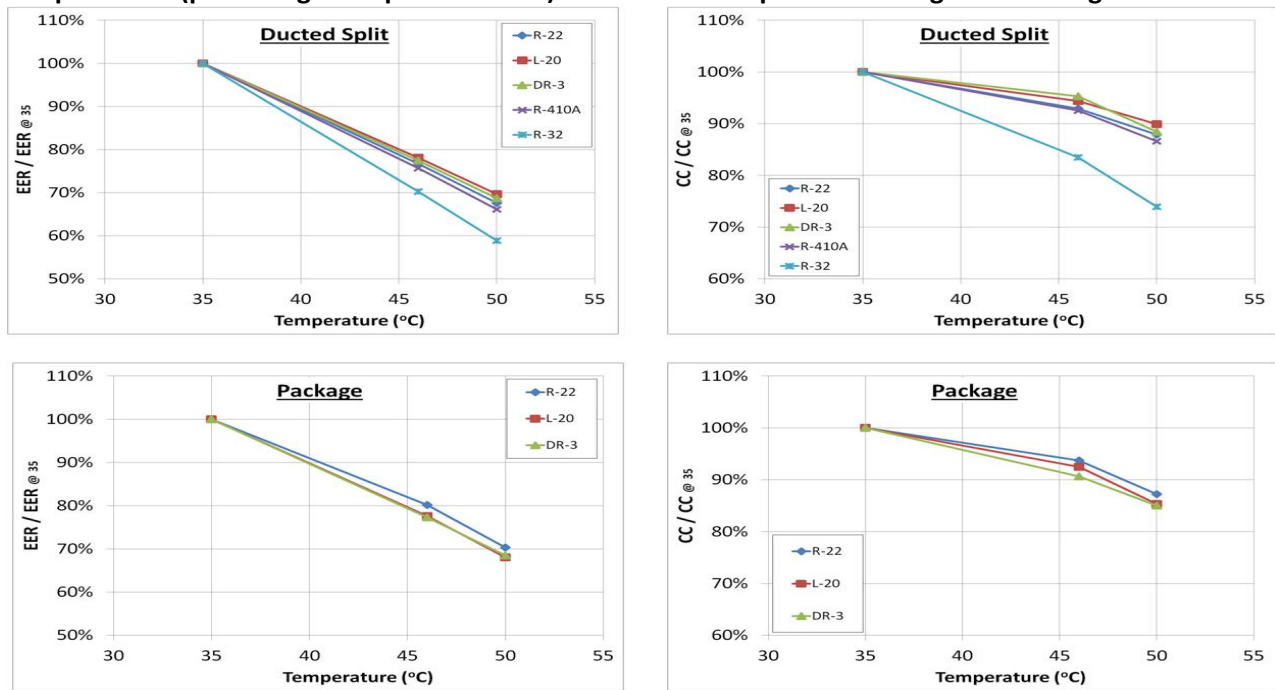 Ducted Split
110%
100%
90%
80%
70%
60%
50%
EER / EER @ 35
R-22
L-20
DR-3
R-410A
R-32
30 35 40 45 50 55
Temperature (°C)
Ducted Split
110%
100%
90%
80%
70%
60%
CC / CC @ 35
R-22
L-20
DR-3
R-410A
R-32
30 35 40 45 50 55
Temperature (°C)
Package
110%
100%
90%
80%
70%
60%
50%
EER / EER @ 35
R-22
L-20
DR-3
30 35 40 45 50 55
Temperature (°C)
Package
110%
100%
90%
80%
70%
60%
CC / CC @ 35
R-22
L-20
DR-3
30 35 40 45 50 55
Temperature (°C)